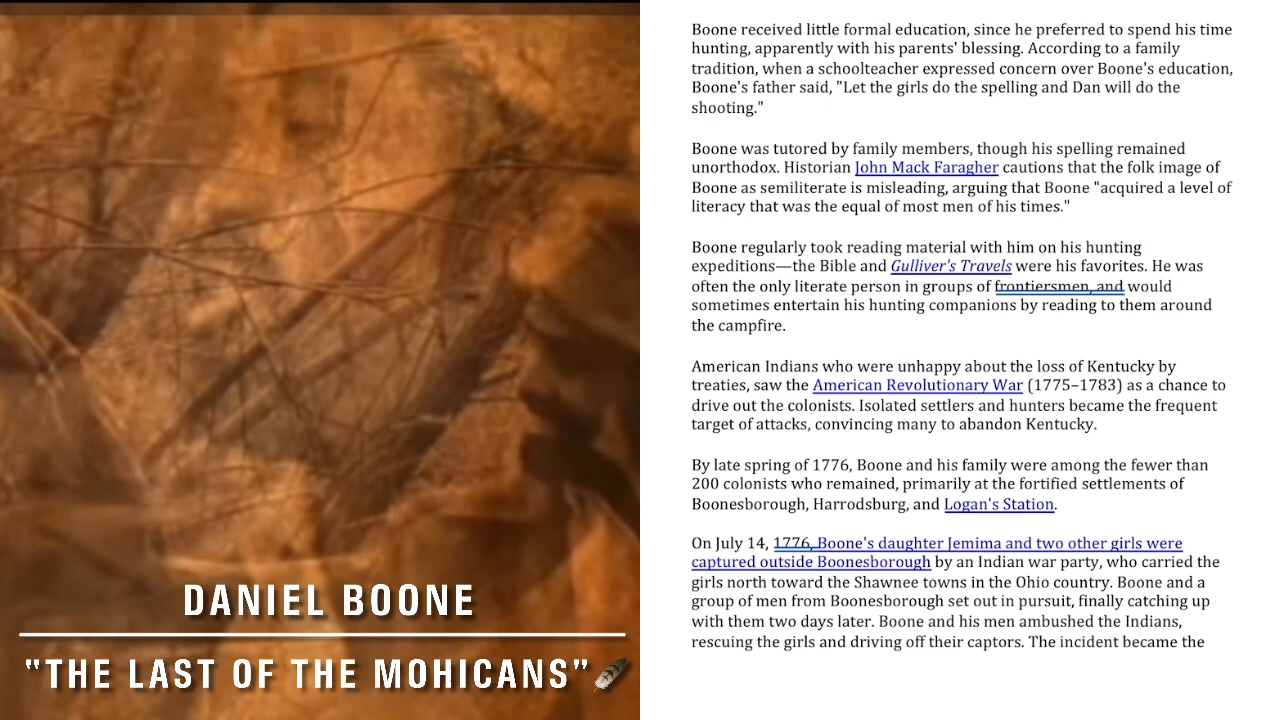 DANIEL BOONE
"THE LAST OF THE MOHICANS"
Boone received little formal education, since he preferred to spend his time
hunting, apparently with his parents' blessing. According to a family
tradition, when a schoolteacher expressed concern over Boone's education,
Boone's father said, "Let the girls do the spelling and Dan will do the
shooting."
Boone was tutored by family members, though his spelling remained
unorthodox. Historian John Mack Faragher cautions that the folk image of
Boone as semiliterate is misleading, arguing that Boone "acquired a level of
literacy that was the equal of most men of his times."
Boone regularly took reading material with him on his hunting
expeditions—the Bible and Gulliver's Travels were his favorites. He was
often the only literate person in groups of frontiersmen, and would
sometimes entertain his hunting companions by reading to them around
the campfire.
American Indians who were unhappy about the loss of Kentucky by
treaties, saw the American Revolutionary War (1775–1783) as a chance to
drive out the colonists. Isolated settlers and hunters became the frequent
target of attacks, convincing many to abandon Kentucky.
By late spring of 1776, Boone and his family were among the fewer than
200 colonists who remained, primarily at the fortified settlements of
Boonesborough, Harrodsburg, and Logan's Station.
On July 14, 1776, Boone's daughter Jemima and two other girls were
captured outside Boonesborough by an Indian war party, who carried the
girls north toward the Shawnee towns in the Ohio country. Boone and a
group of men from Boonesborough set out in pursuit, finally catching up
with them two days later. Boone and his men ambushed the Indians,
rescuing the girls and driving off their captors. The incident became the